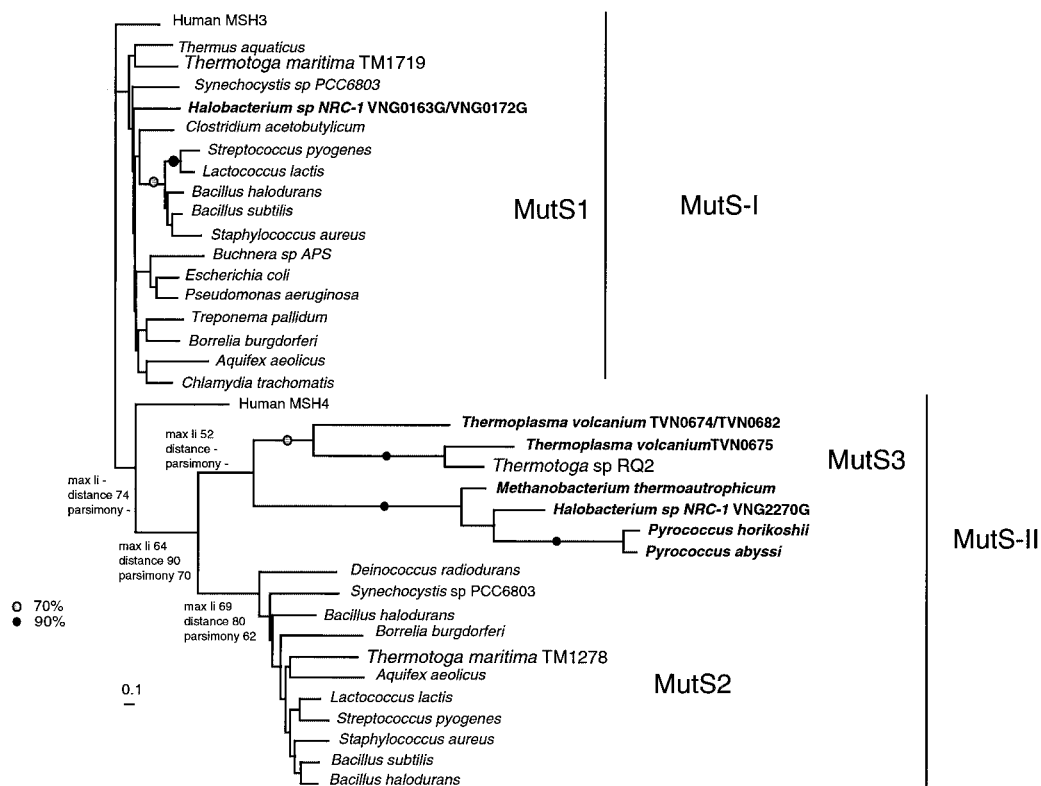 Human MSH3
Thermus aquaticus
Thermotoga maritima TM1719
Synechocystis sp PCC6803
Halobacterium sp NRC-1 VNG0163G/VNG0172G
Clostridium acetobutylicum
Streptococcus pyogenes
Lactococcus lactis
Bacillus halodurans
Bacillus subtilis
Staphylococcus aureus
Buchnera sp APS
Escherichia coli
Pseudomonas aeruginosa
Treponema pallidum
Borrelia burgdorferi
Aquifex aeolicus
Chlamydia trachomatis
MutS1
MutS-I
Human MSH4
Thermoplasma volcanium TVN0674/TVN0682
Thermoplasma volcaniumTVN0675
Thermotoga sp RQ2
Methanobacterium thermoautrophicum
Halobacterium sp NRC-1 VNG2270G
Pyrococcus horikoshii
Pyrococcus abyssi
MutS3
MutS-II
max li 52
distance -
parsimony -
max li -
distance 74
parsimony -
max li 64
distance 90
parsimony 70
max li 69
distance 80
parsimony 62
Deinococcus radiodurans
Synechocystis sp PCC6803
Bacillus halodurans
Borrelia burgdorferi
Thermotoga maritima TM1278
Aquifex aeolicus
Lactococcus lactis
Streptococcus pyogenes
Staphylococcus aureus
Bacillus subtilis
Bacillus halodurans
MutS2
70%
90%
0.1